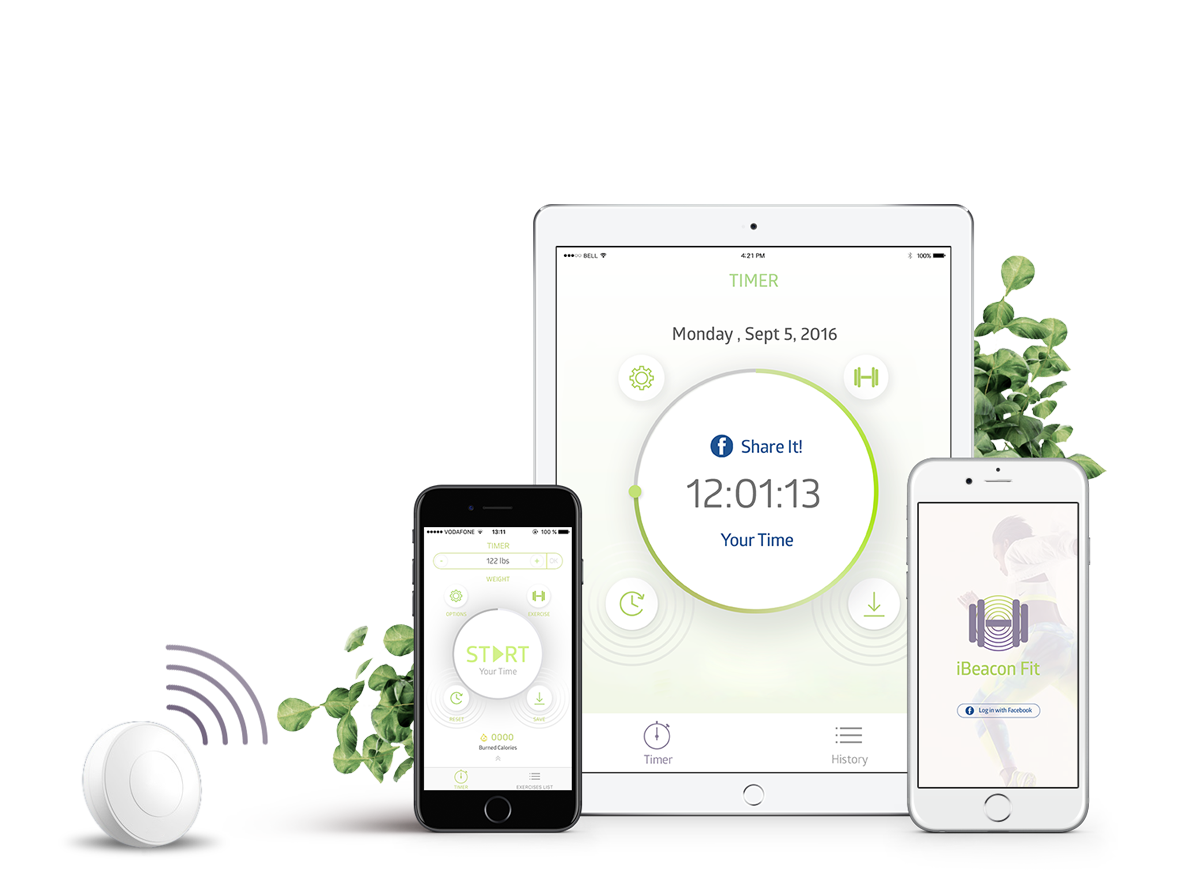 BELL
4:21 PM
100%
TIMER
Monday , Sept 5, 2016
f Share It!
12:01:13
Your Time
Timer
History
VODAFONE
13:11
100 %
TIMER
- 122 lbs + OK
WEIGHT
OPTIONS
EXERCISE
START
Your Time
RESET
SAVE
0000
Burned Calories
TIMER
EXERCISES LIST
iBeacon Fit
f Log in with Facebook